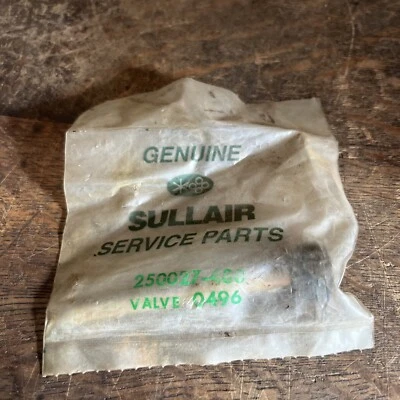 GENUINE
SULLAIR
SERVICE PARTS
VALVE 0496